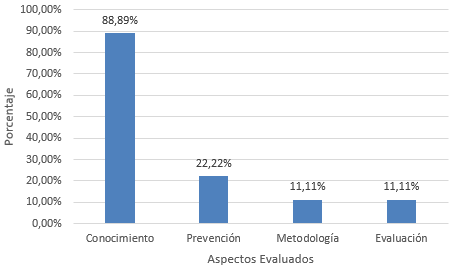 100,00%
90,00%
80,00%
70,00%
60,00%
50,00%
40,00%
30,00%
20,00%
10,00%
0,00%
Porcentaje
88,89%
22,22%
11,11%
11,11%
Conocimiento
Prevención
Metodología
Evaluación
Aspectos Evaluados